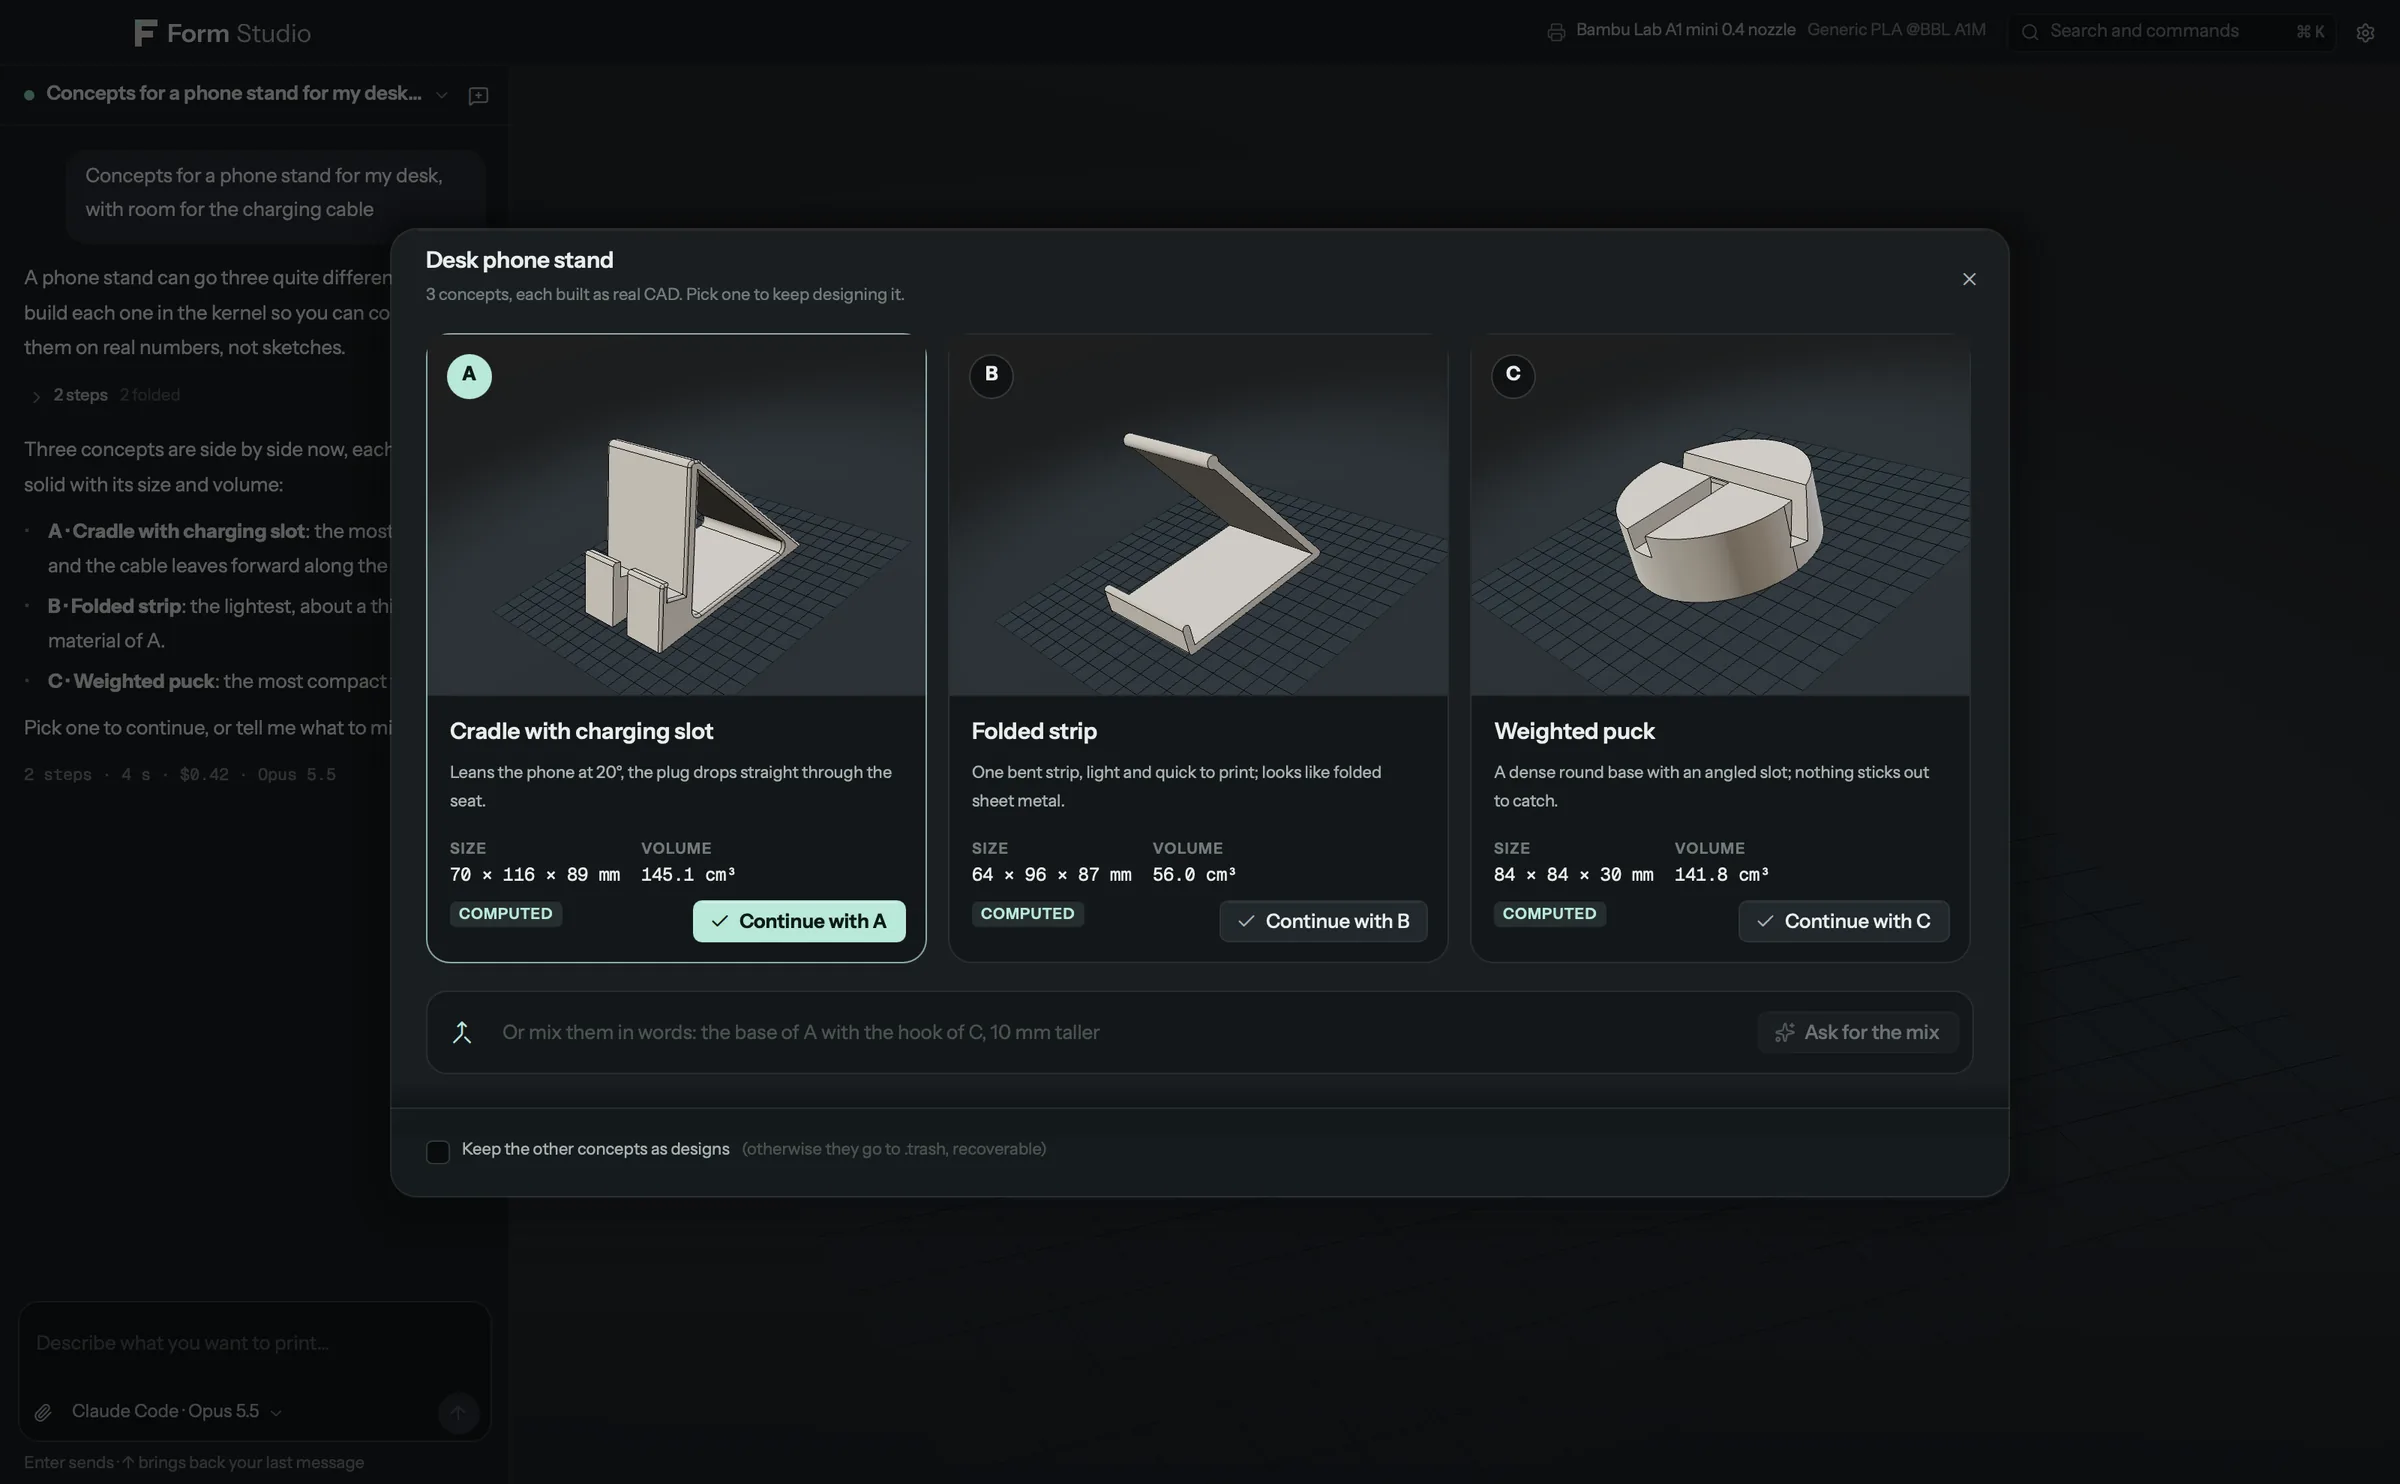 Form Studio
Bambu Lab A1 mini 0.4 nozzle Generic PLA @BBL A1M
Search and commands ⌘ K
Concepts for a phone stand for my desk...
Concepts for a phone stand for my desk,
with room for the charging cable
A phone stand can go three quite differen
build each one in the kernel so you can co
them on real numbers, not sketches.
2 steps 2 folded
Three concepts are side by side now, each
solid with its size and volume:
· A · Cradle with charging slot: the most
and the cable leaves forward along the
· B · Folded strip: the lightest, about a thi
material of A.
· C · Weighted puck: the most compact
Pick one to continue, or tell me what to mi
2 steps · 4 s · $0.42 · Opus 5.5
Desk phone stand
3 concepts, each built as real CAD. Pick one to keep designing it.
A
Cradle with charging slot
Leans the phone at 20°, the plug drops straight through the
seat.
SIZE VOLUME
70 × 116 × 89 mm 145.1 cm³
COMPUTED
Continue with A
B
Folded strip
One bent strip, light and quick to print; looks like folded
sheet metal.
SIZE VOLUME
64 × 96 × 87 mm 56.0 cm³
COMPUTED
Continue with B
C
Weighted puck
A dense round base with an angled slot; nothing sticks out
to catch.
SIZE VOLUME
84 × 84 × 30 mm 141.8 cm³
COMPUTED
Continue with C
Or mix them in words: the base of A with the hook of C, 10 mm taller
Ask for the mix
Keep the other concepts as designs (otherwise they go to .trash, recoverable)
Describe what you want to print...
Claude Code · Opus 5.5
Enter sends · ↑ brings back your last message